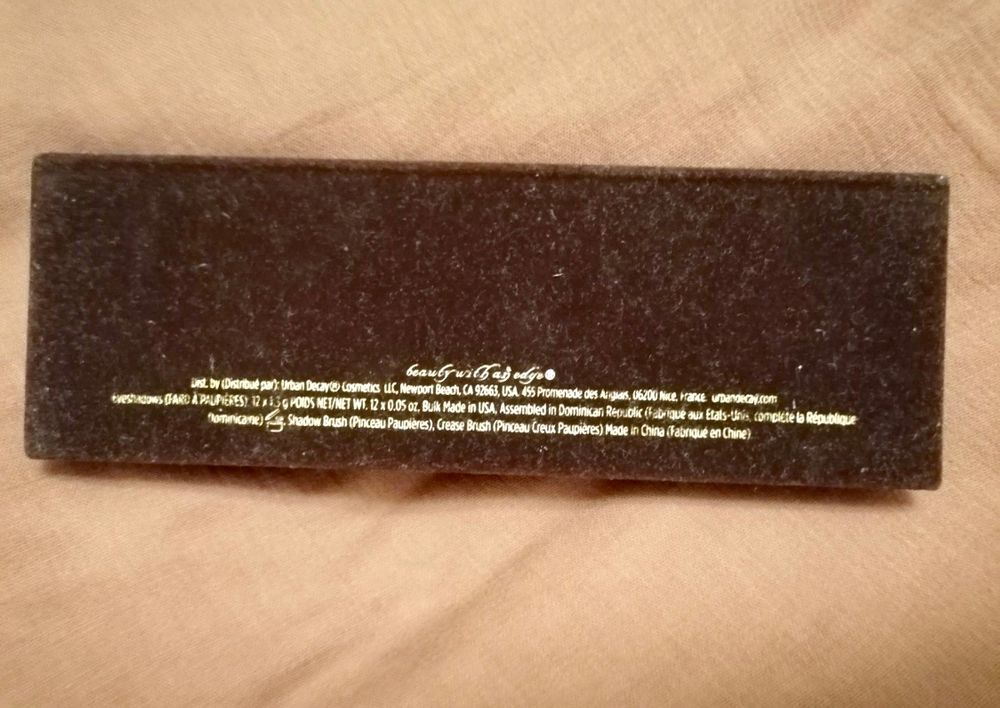 beauty with an edge®
Dist. by (Distribué par): Urban Decay® Cosmetics LLC, Newport Beach, CA 92663, USA. 455 Promenade des Anglais, 06200 Nice, France. urbandecay.com
eyeshadows (FARD À PAUPIÈRES): 12 x 1.5 g POIDS NET/NET WT. 12 x 0.05 oz. Bulk Made in USA, Assembled in Dominican Republic (Fabriqué aux États-Unis, complète la République
Dominicaine) Shadow Brush (Pinceau Paupières), Crease Brush (Pinceau Creux Paupières) Made in China (Fabriqué en Chine)